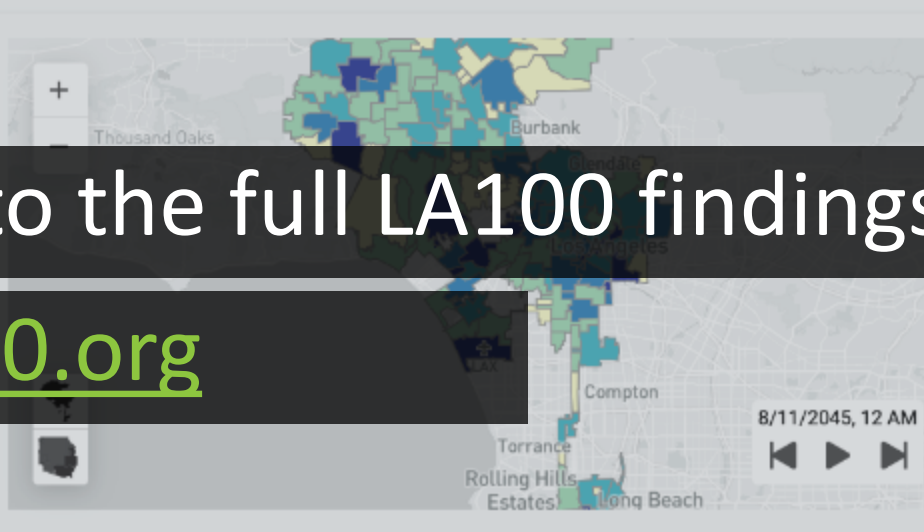 +
Thousand Oaks
Burbank
–
Glendale
to the full LA100 findings
Los Angeles
0.org
LAX
Compton
8/11/2045, 12 AM
Torrance
Rolling Hills
Estates
Long Beach